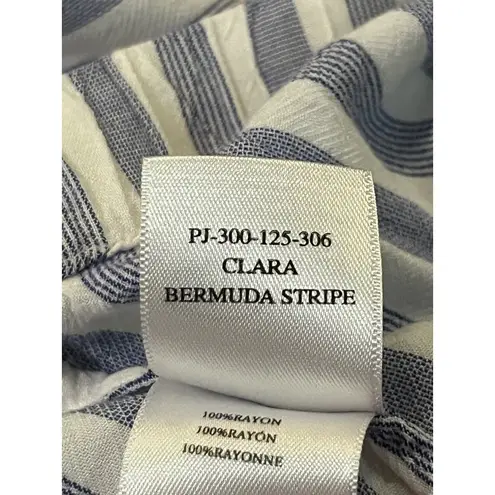 PJ-300-125-306
CLARA
BERMUDA STRIPE
100%RAYON
100%RAYÓN
100%RAYONNE